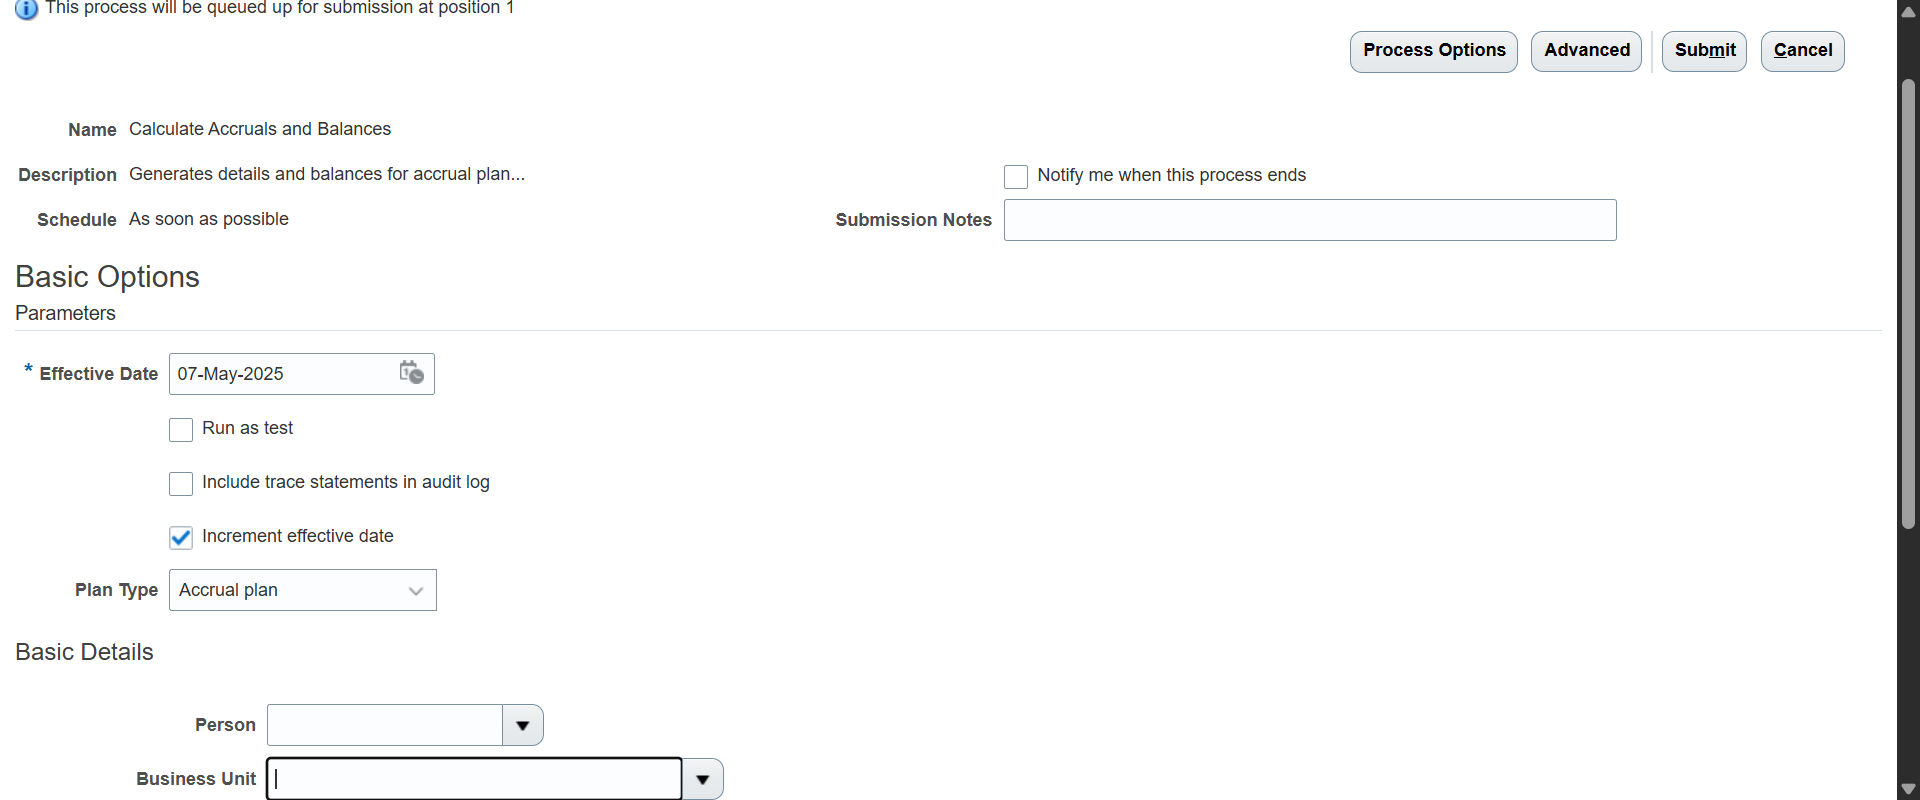 This process will be queued up for submission at position 1
Process Options Advanced Submit Cancel
Name Calculate Accruals and Balances
Description Generates details and balances for accrual plan...
Notify me when this process ends
Schedule As soon as possible
Submission Notes
Basic Options
Parameters
* Effective Date 07-May-2025
Run as test
Include trace statements in audit log
Increment effective date
Plan Type Accrual plan
Basic Details
Person
Business Unit